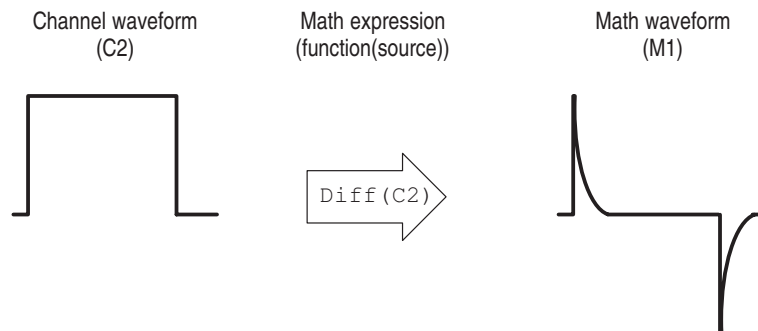 Channel waveform
(C2)
Math expression
(function(source))
Math waveform
(M1)
Diff(C2)